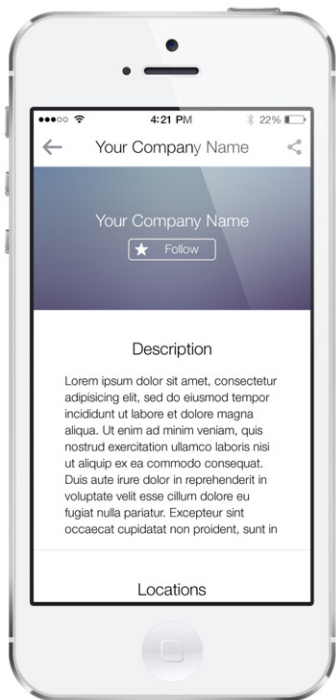 4:21 PM 22%
Your Company Name
Your Company Name
Follow
Description
Lorem ipsum dolor sit amet, consectetur
adipisicing elit, sed do eiusmod tempor
incididunt ut labore et dolore magna
aliqua. Ut enim ad minim veniam, quis
nostrud exercitation ullamco laboris nisi
ut aliquip ex ea commodo consequat.
Duis aute irure dolor in reprehenderit in
voluptate velit esse cillum dolore eu
fugiat nulla pariatur. Excepteur sint
occaecat cupidatat non proident, sunt in
Locations